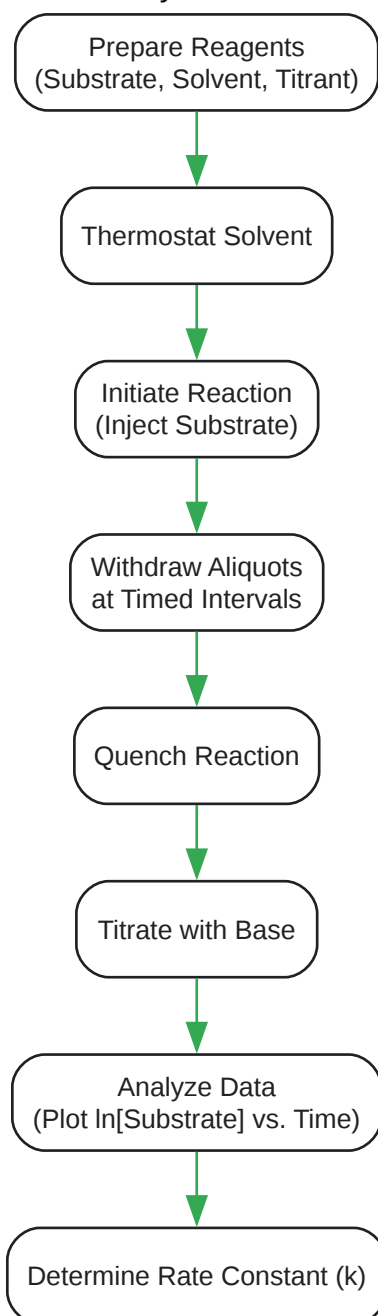 Prepare Reagents
(Substrate, Solvent, Titrant)
Thermostat Solvent
Initiate Reaction
(Inject Substrate)
Withdraw Aliquots
at Timed Intervals
Quench Reaction
Titrate with Base
Analyze Data
(Plot ln[Substrate] vs. Time)
Determine Rate Constant (k)